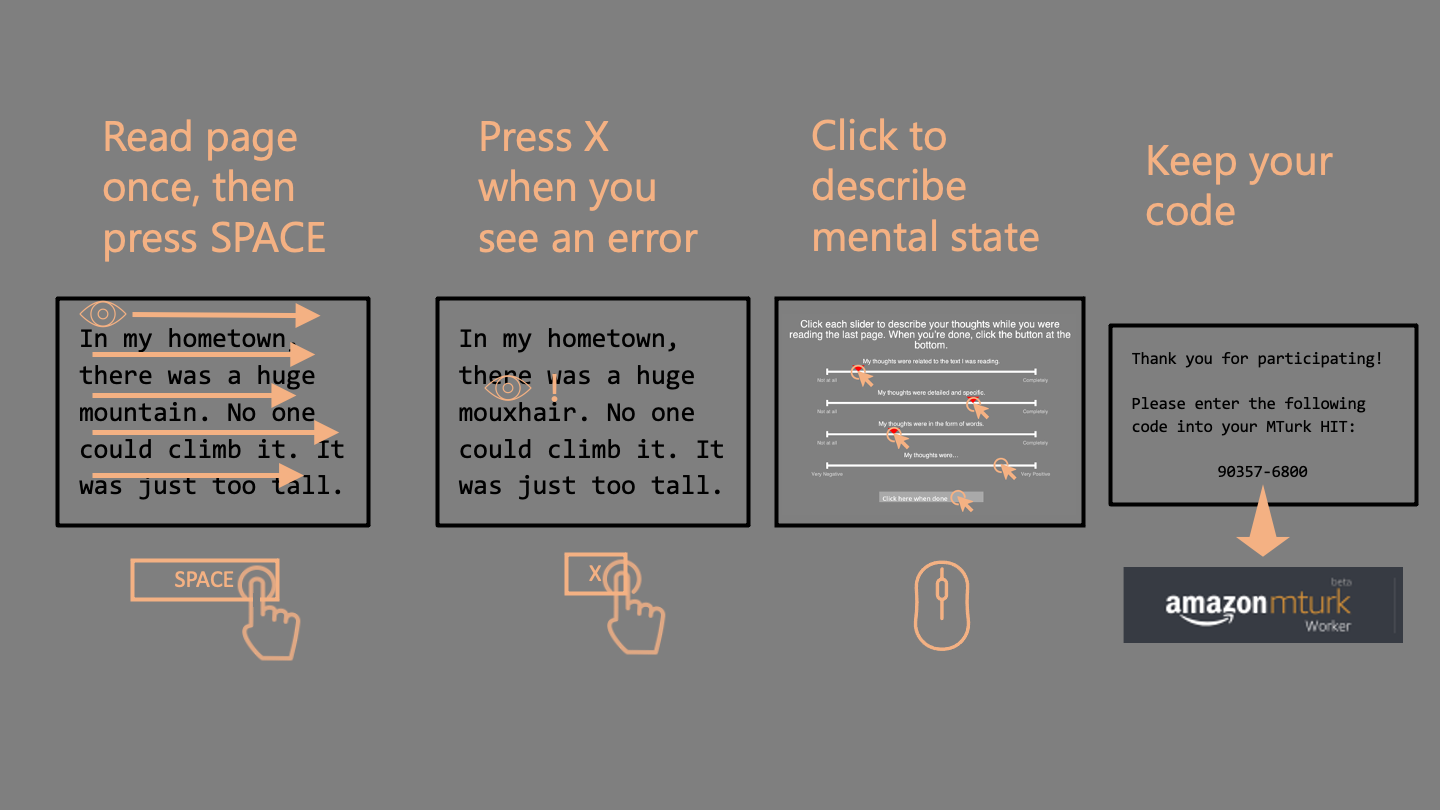 Read page
once, then
press SPACE
In my hometown,
there was a huge
mountain. No one
could climb it. It
was just too tall.
SPACE
Press X
when you
see an error
In my hometown,
there was a huge
mouxhair. No one
could climb it. It
was just too tall.
!
X
Click to
describe
mental state
Click each slider to describe your thoughts while you were
reading the last page. When you're done, click the button at the
bottom.
My thoughts were related to the text I was reading.
Not at all Completely
My thoughts were detailed and specific.
Not at all Completely
My thoughts were in the form of words.
Not at all Completely
My thoughts were...
Very Negative Very Positive
Click here when done
Keep your
code
Thank you for participating!
Please enter the following
code into your MTurk HIT:
90357-6800
beta
amazonmturk
Worker